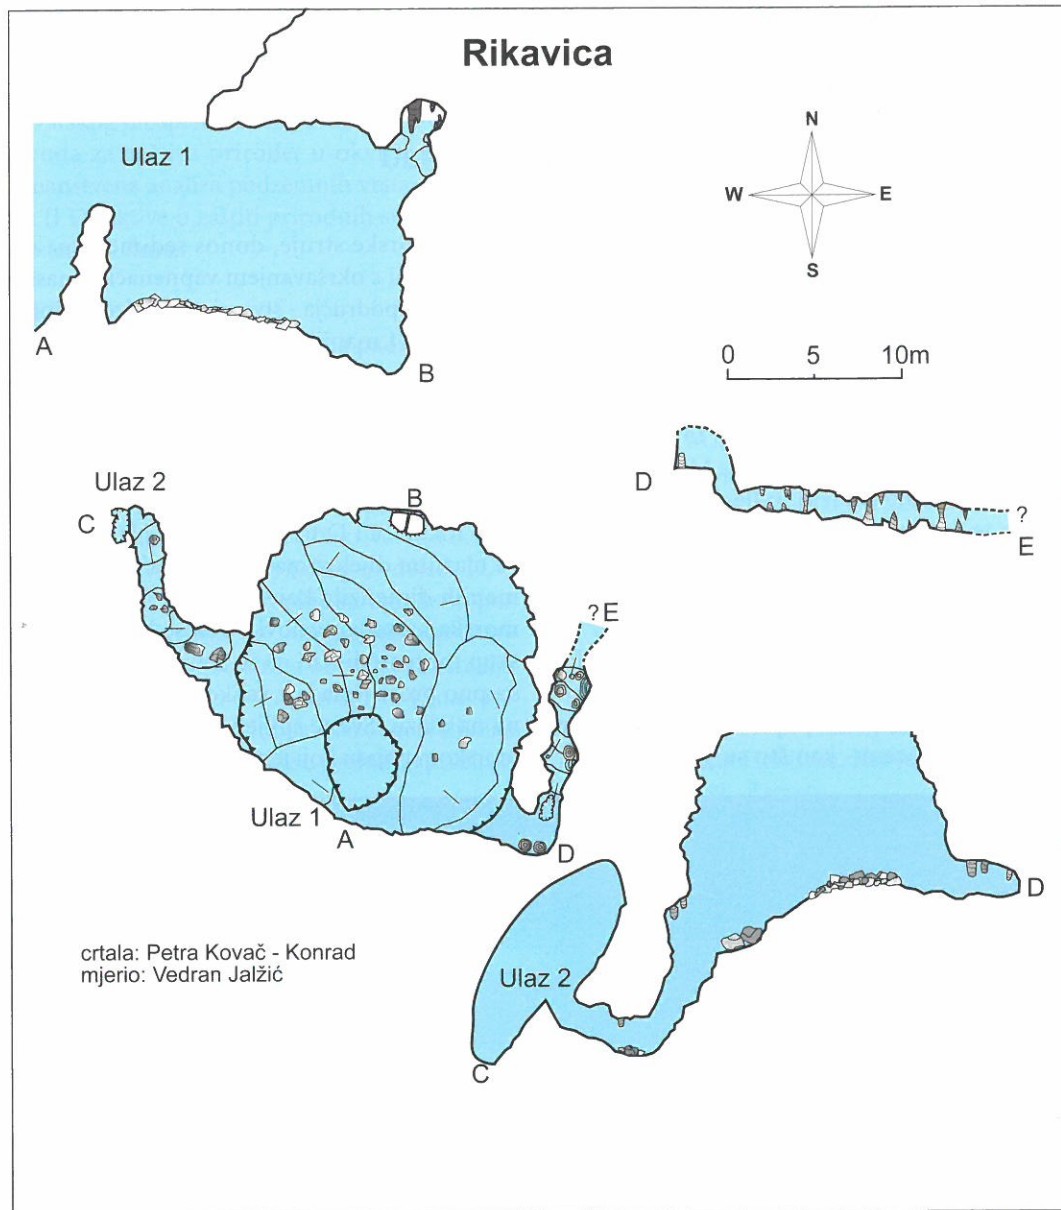 Rikavica
Ulaz 1
A
B
N
W
E
S
0 5 10m
D
?
E
Ulaz 2
C
B
? E
Ulaz 1
A
D
D
Ulaz 2
C
crtala: Petra Kovač - Konrad
mjerio: Vedran Jalžić